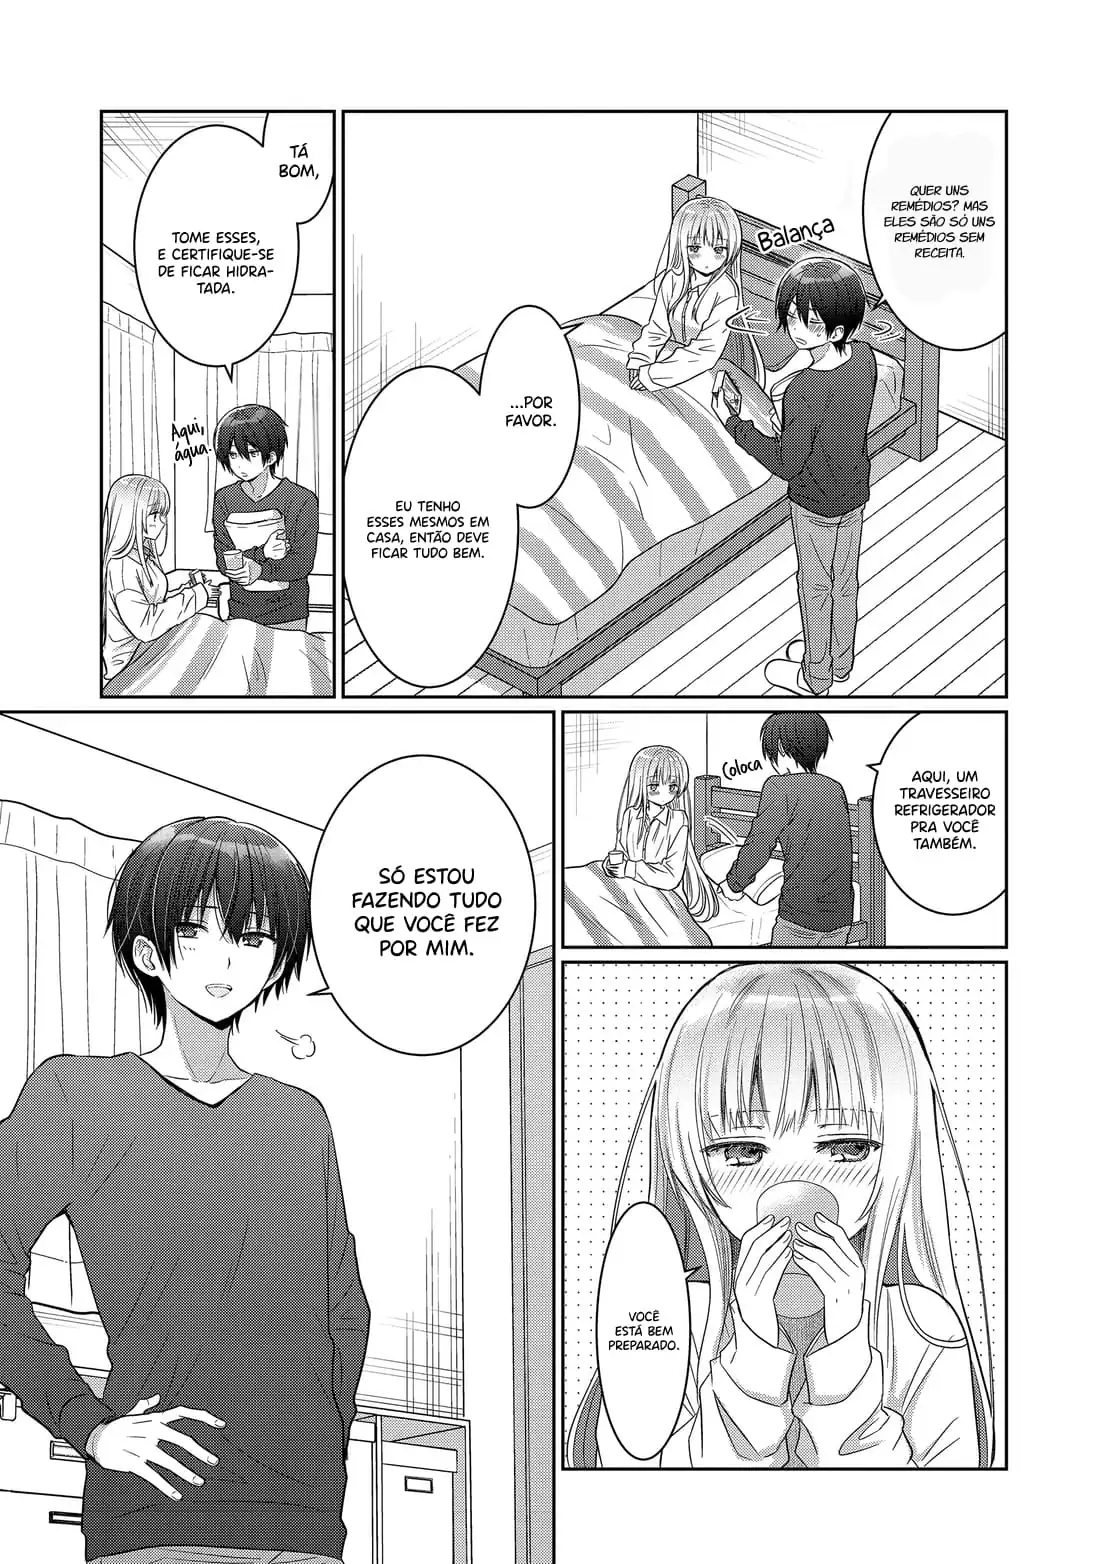 QUER UNS
REMÉDIOS? MAS
ELES SÃO SÓ UNS
REMÉDIOS SEM
RECEITA.
Balança
...POR
FAVOR.
EU TENHO
ESSES MESMOS EM
CASA, ENTÃO DEVE
FICAR TUDO BEM.
TÁ
BOM,
TOME ESSES,
E CERTIFIQUE-SE
DE FICAR HIDRA-
TADA.
Aqui,
água.
AQUI, UM
TRAVESSEIRO
REFRIGERADOR
PRA VOCÊ
TAMBÉM.
Coloca
VOCÊ
ESTÁ BEM
PREPARADO.
SÓ ESTOU
FAZENDO TUDO
QUE VOCÊ FEZ
POR MIM.